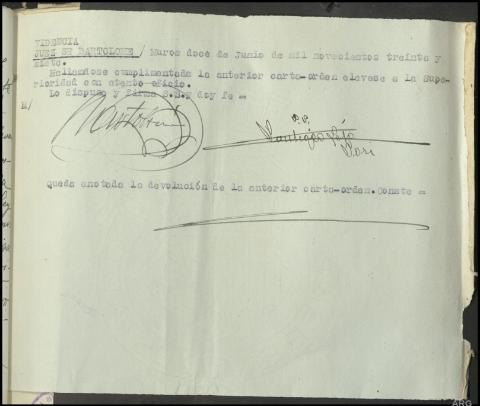 VIDENCIA
JUEZ SR BARTOLOME / Muros doce de Junio de mil novecientos treinta y
siete.
Hallandose cumplimentada la anterior carta-orden elevese a la Supe-
rioridad con atento oficio.
Lo dispuso y firma S.Sª doy fe =
M/
Queda anotada la devolución de la anterior carta-orden.Conste =
ARG